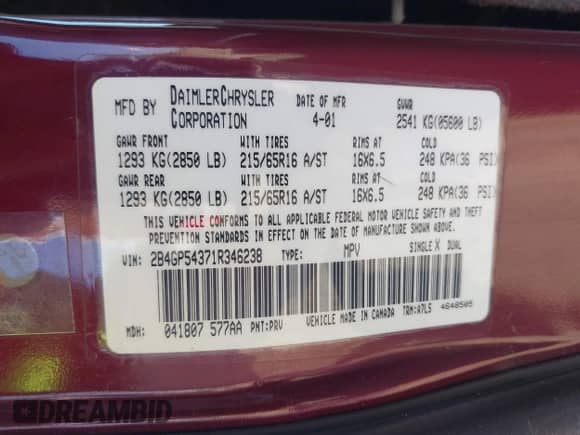 MFD BY DAIMLERCHRYSLER CORPORATION DATE OF MFR 4-01 GVWR 2541 KG(05600 LB)
GAWR FRONT WITH TIRES RIMS AT COLD
1293 KG(2850 LB) 215/65R16 A/ST 16X6.5 248 KPA(36 PSI)
GAWR REAR WITH TIRES RIMS AT COLD
1293 KG(2850 LB) 215/65R16 A/ST 16X6.5 248 KPA(36 PSI)
THIS VEHICLE CONFORMS TO ALL APPLICABLE FEDERAL MOTOR VEHICLE SAFETY AND THEFT
PREVENTION STANDARDS IN EFFECT ON THE DATE OF MANUFACTURE SHOWN ABOVE.
VIN: 2B4GP54371R346238 TYPE: MPV SINGLE X DUAL
MDH: 041807 577AA PNT:PRV VEHICLE MADE IN CANADA TRM:A7L5 4648505
DREAMBID